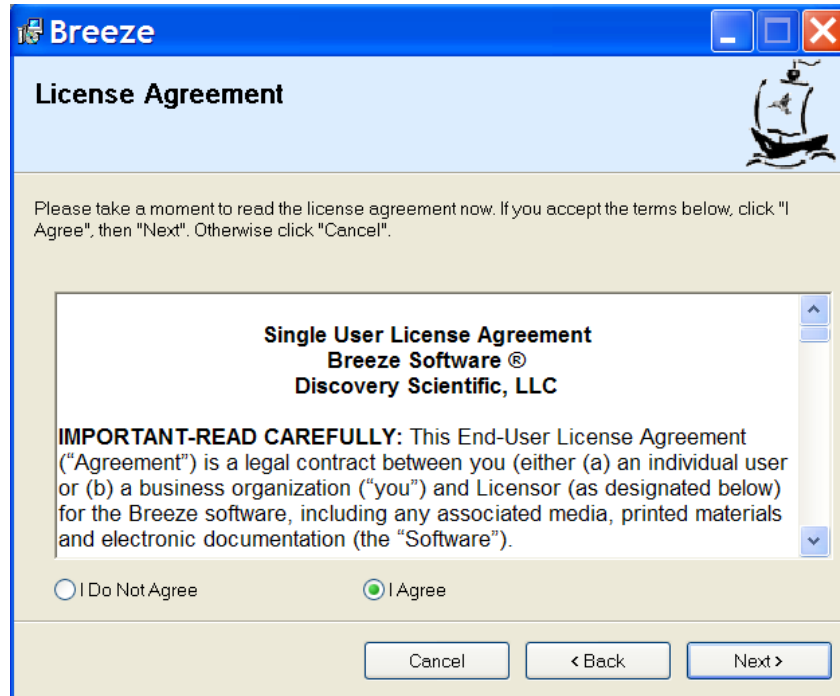 Breeze
License Agreement
Please take a moment to read the license agreement now. If you accept the terms below, click "I
Agree", then "Next". Otherwise click "Cancel".
Single User License Agreement
Breeze Software ®
Discovery Scientific, LLC
IMPORTANT-READ CAREFULLY: This End-User License Agreement
(“Agreement”) is a legal contract between you (either (a) an individual user
or (b) a business organization (“you”) and Licensor (as designated below)
for the Breeze software, including any associated media, printed materials
and electronic documentation (the “Software”).
I Do Not Agree
I Agree
Cancel
< Back
Next >